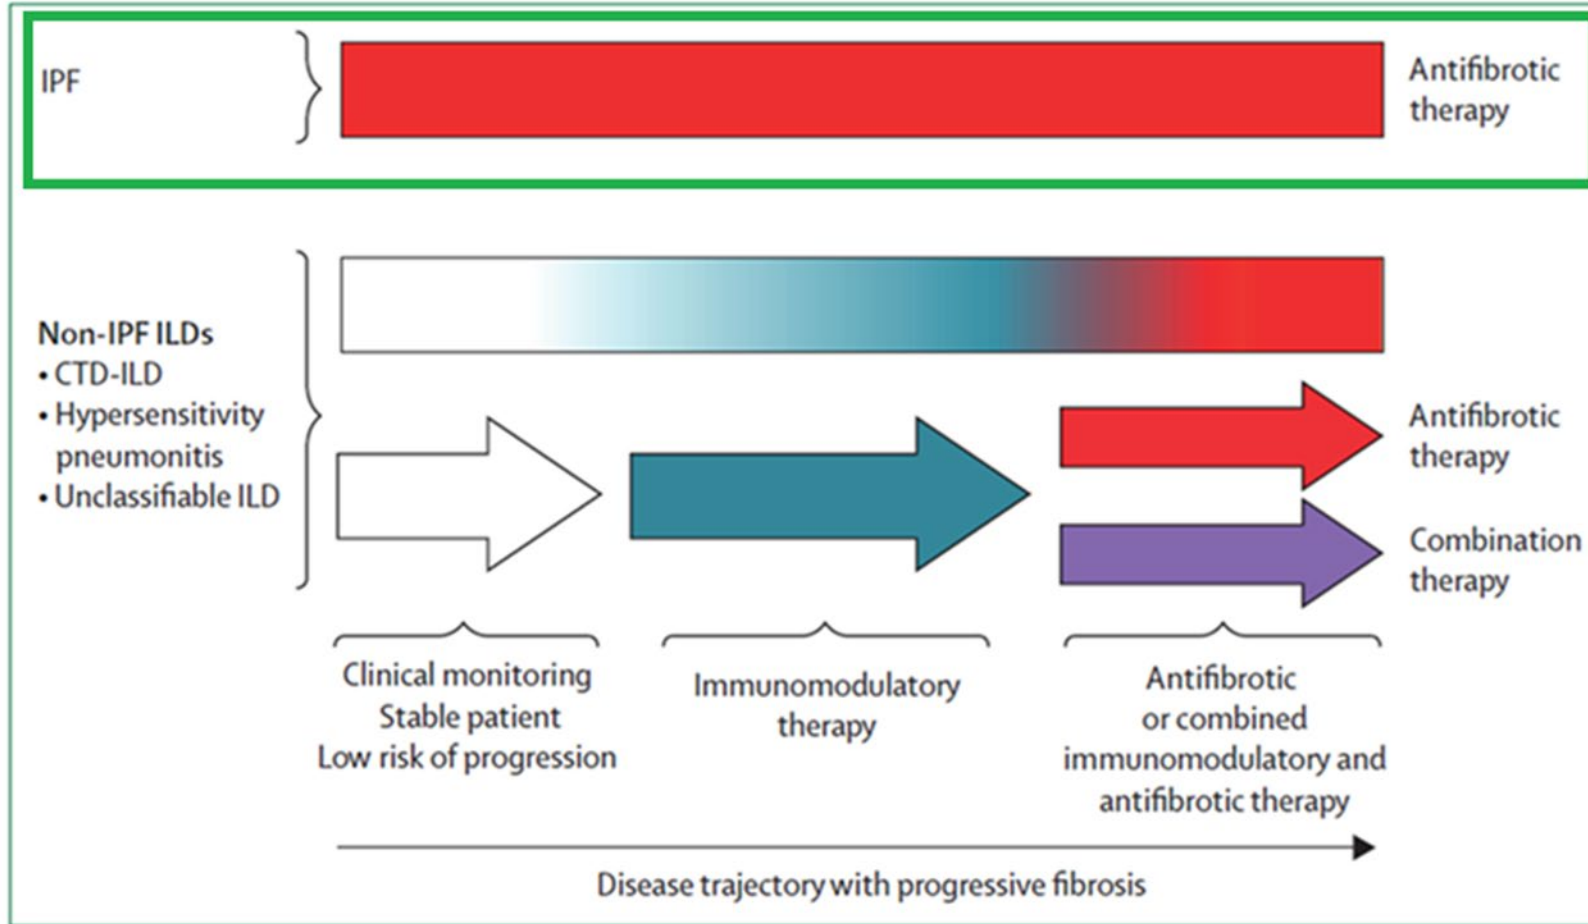 IPF
Antifibrotic
therapy
Non-IPF ILDs
• CTD-ILD
• Hypersensitivity
pneumonitis
• Unclassifiable ILD
Antifibrotic
therapy
Combination
therapy
Clinical monitoring
Stable patient
Low risk of progression
Immunomodulatory
therapy
Antifibrotic
or combined
immunomodulatory and
antifibrotic therapy
Disease trajectory with progressive fibrosis